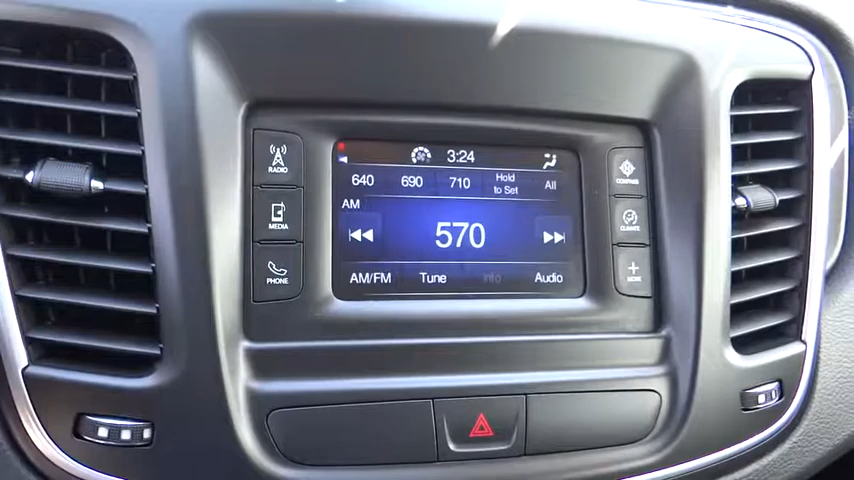 RADIO
MEDIA
PHONE
3:24
640 690 710 Hold to Set All
AM
570
AM/FM Tune Info Audio
COMPASS
CLIMATE
MORE